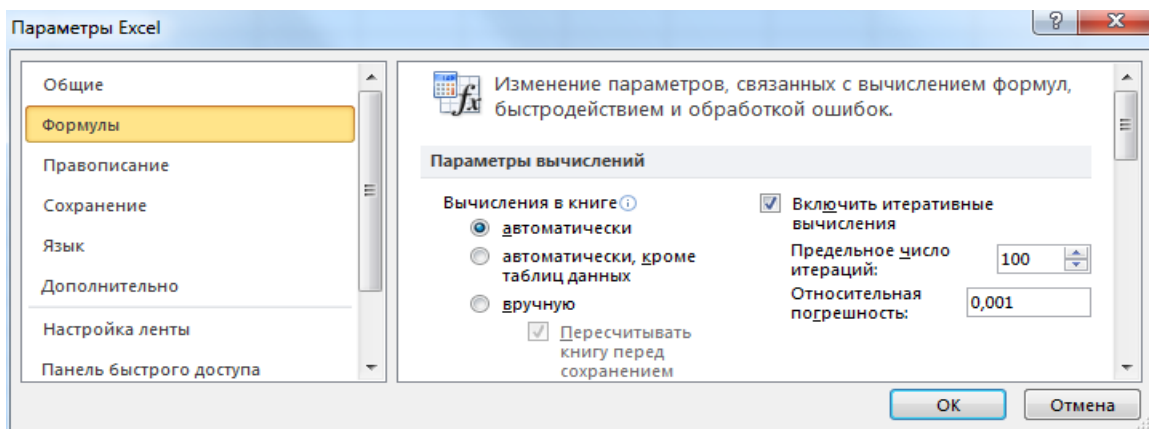 Параметры Excel
Общие
Формулы
Правописание
Сохранение
Язык
Дополнительно
Настройка ленты
Панель быстрого доступа
Изменение параметров, связанных с вычислением формул,
быстродействием и обработкой ошибок.
Параметры вычислений
Вычисления в книге
автоматически
автоматически, кроме
таблиц данных
вручную
Пересчитывать
книгу перед
сохранением
Включить итеративные
вычисления
Предельное число
итераций:
100
Относительная
погрешность:
0,001
ОК
Отмена